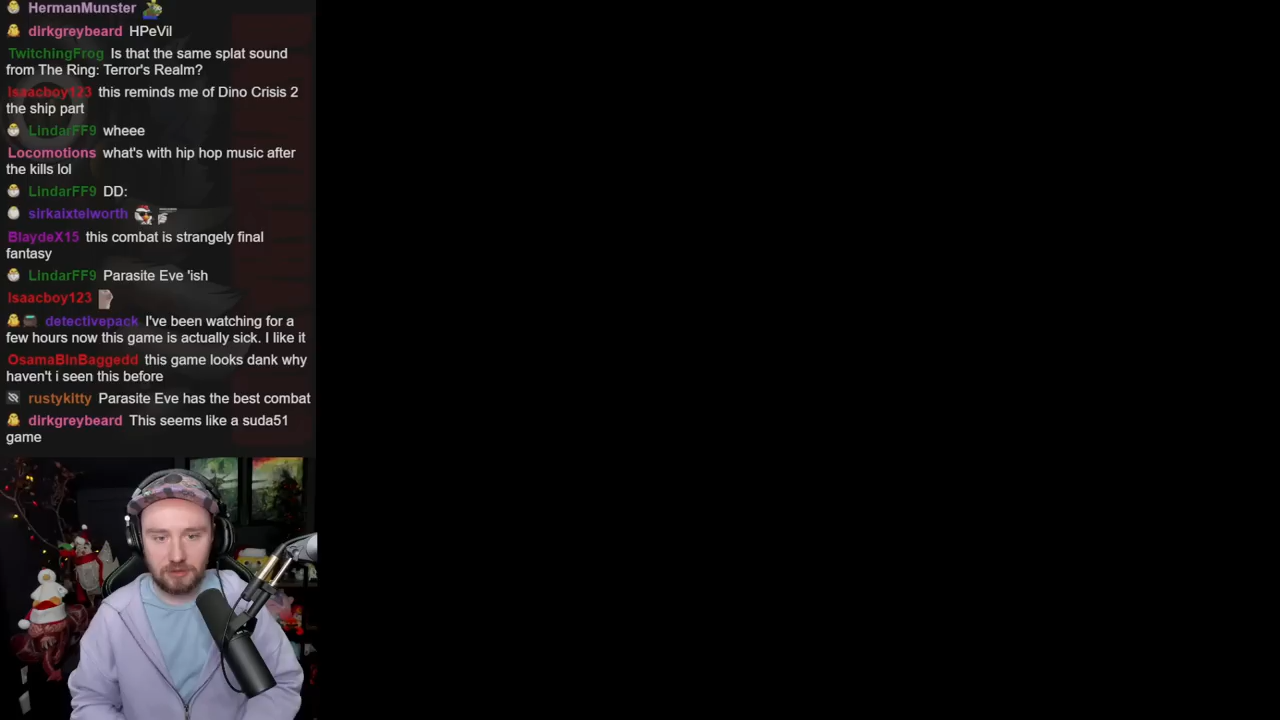 HermanMunster
dirkgreybeard HPeVil
TwitchingFrog Is that the same splat sound
from The Ring: Terror's Realm?
Isaacboy123 this reminds me of Dino Crisis 2
the ship part
LindarFF9 wheee
Locomotions what's with hip hop music after
the kills lol
LindarFF9 DD:
sirkaixtelworth
BlaydeX15 this combat is strangely final
fantasy
LindarFF9 Parasite Eve 'ish
Isaacboy123
detectivepack I've been watching for a
few hours now this game is actually sick. I like it
OsamaBinBaggedd this game looks dank why
haven't i seen this before
rustykitty Parasite Eve has the best combat
dirkgreybeard This seems like a suda51
game